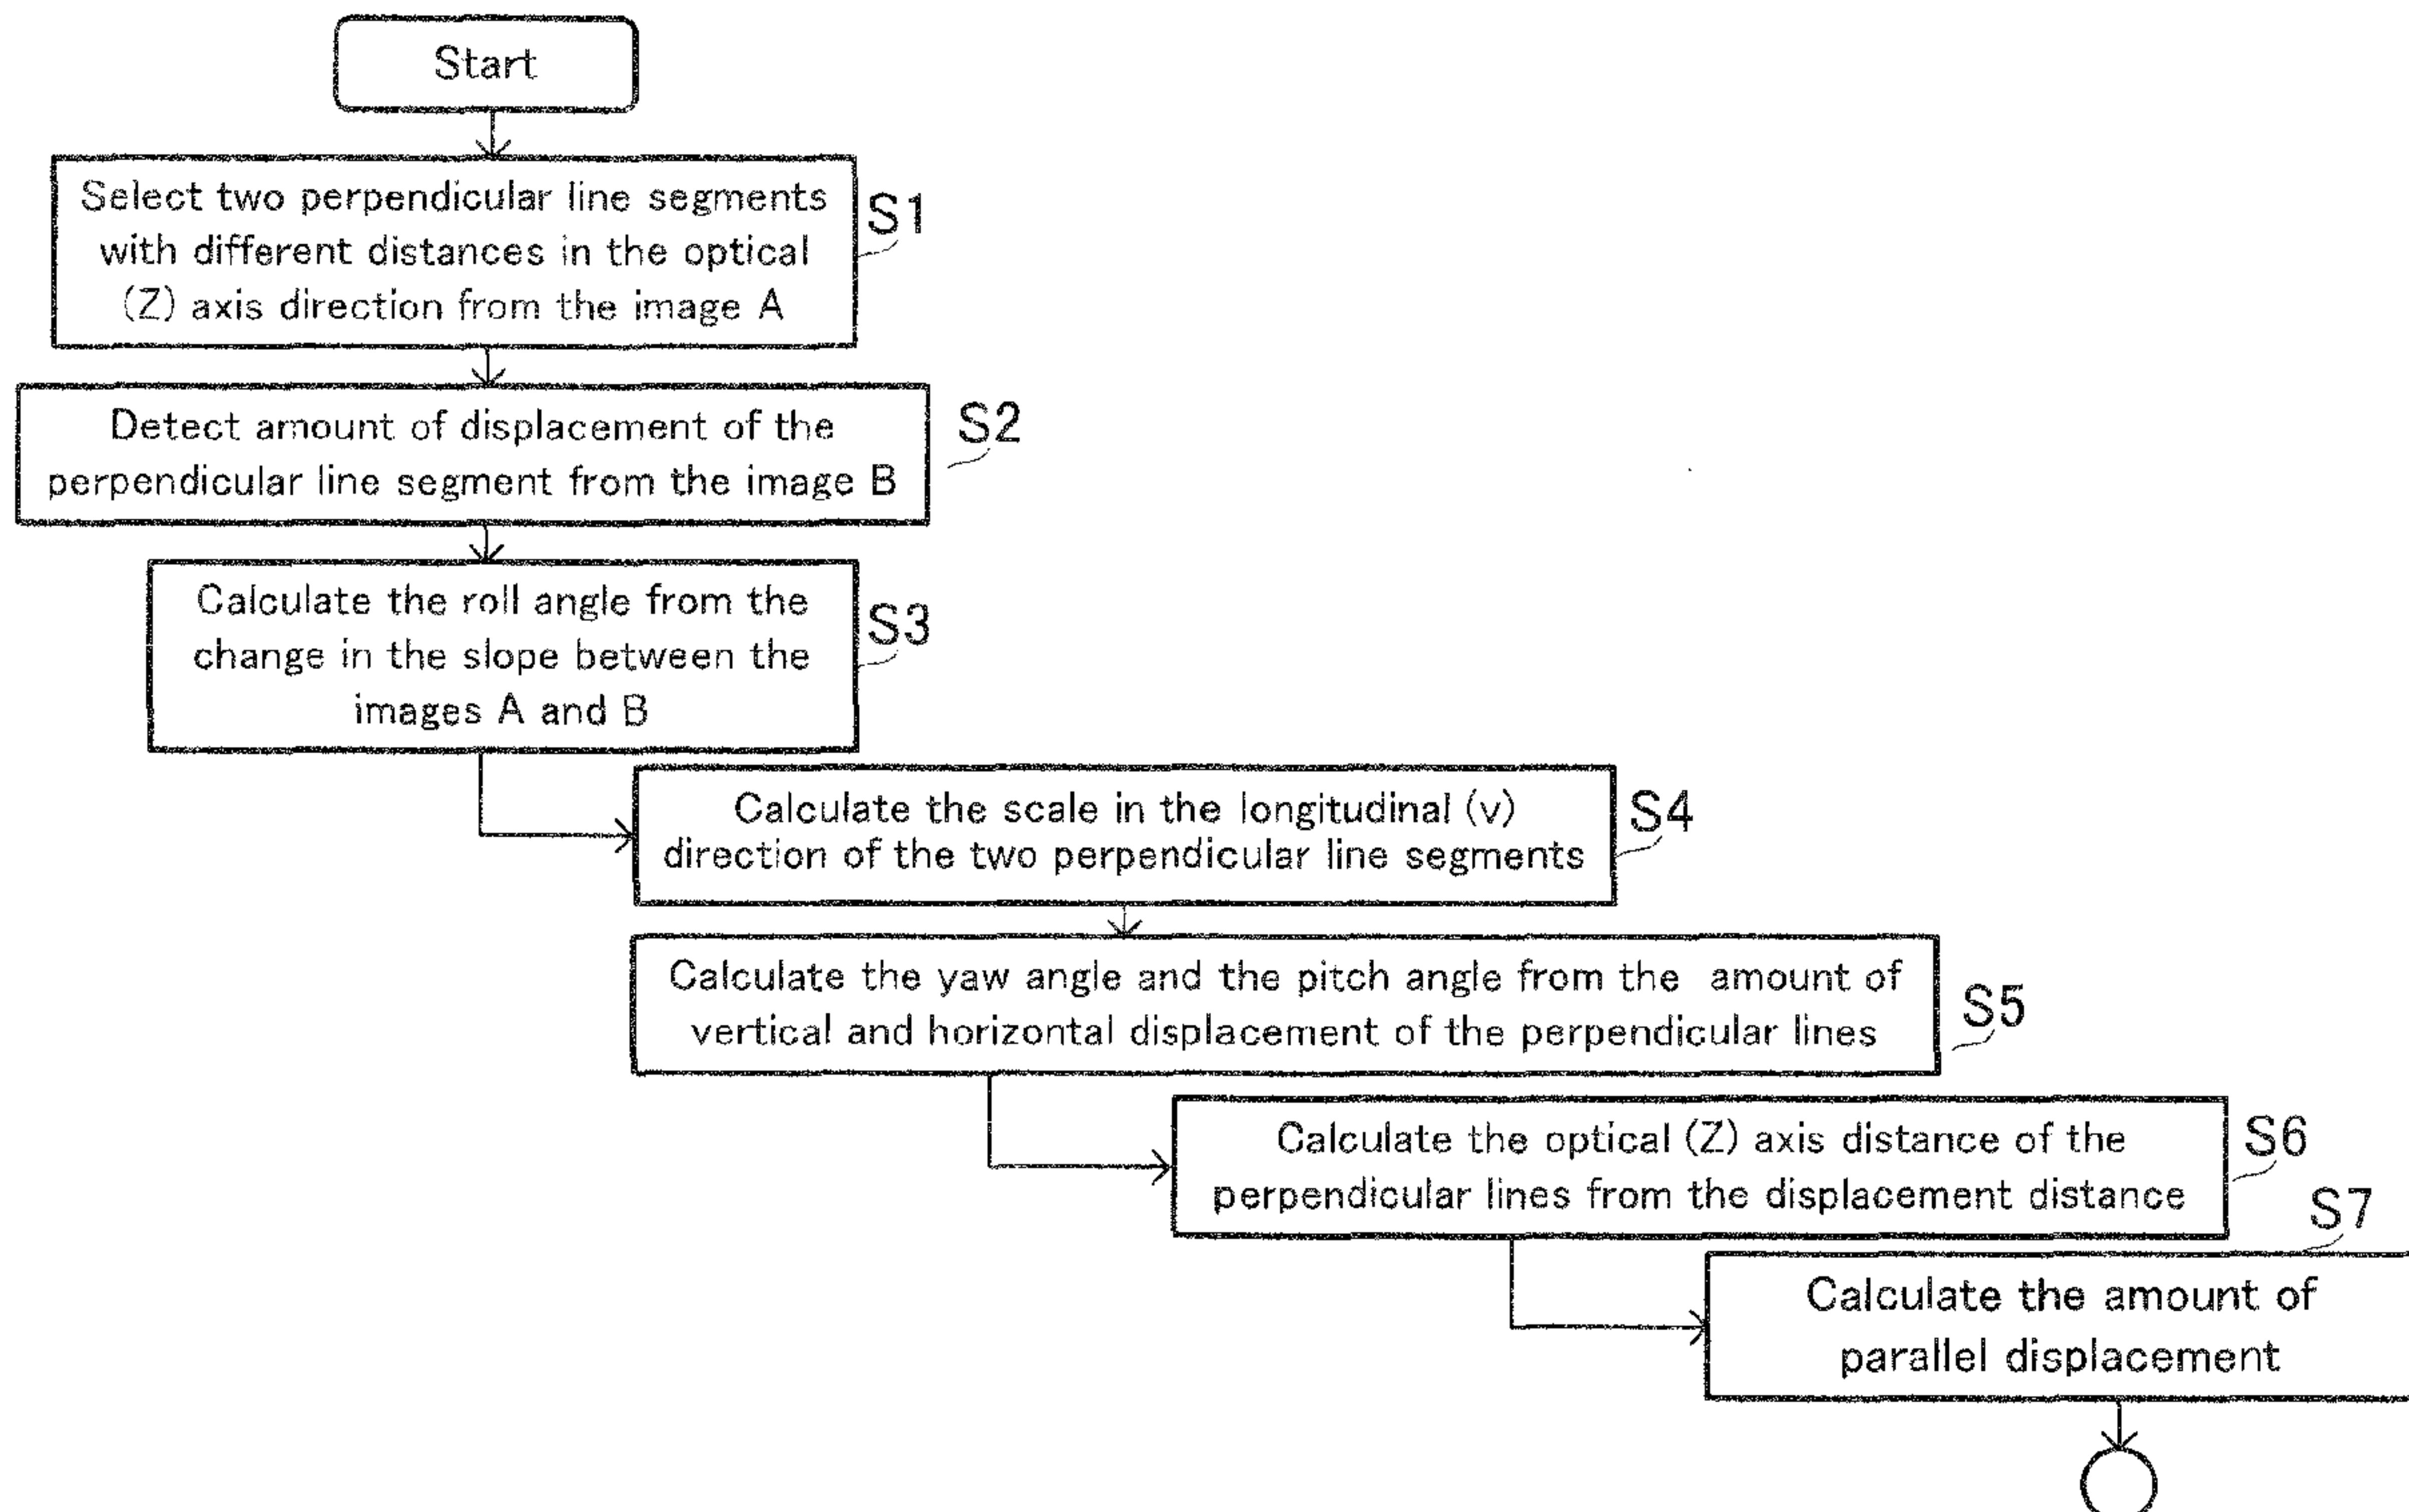 Start
Select two perpendicular line segments
with different distances in the optical
(Z) axis direction from the image A
S1
Detect amount of displacement of the
perpendicular line segment from the image B
S2
Calculate the roll angle from the
change in the slope between the
images A and B
S3
Calculate the scale in the longitudinal (v)
direction of the two perpendicular line segments
S4
Calculate the yaw angle and the pitch angle from the amount of
vertical and horizontal displacement of the perpendicular lines
S5
Calculate the optical (Z) axis distance of the
perpendicular lines from the displacement distance
S6
S7
Calculate the amount of
parallel displacement